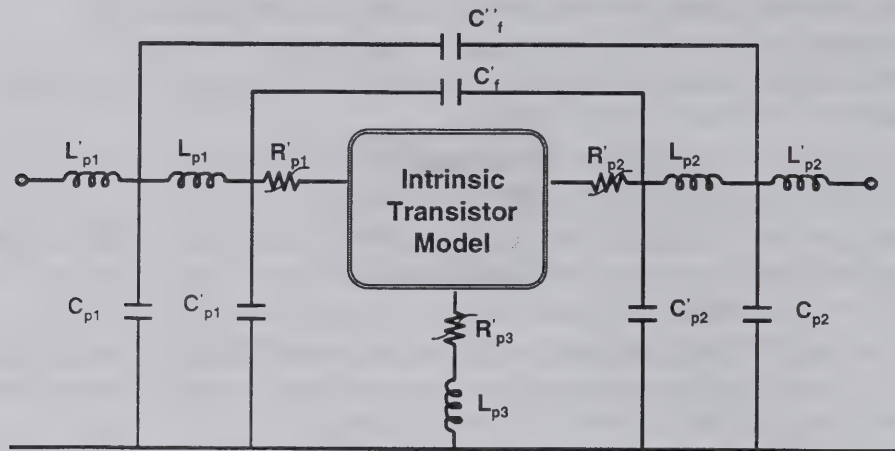 C''f
C'f
L'p1
Lp1
R'p1
R'p2
Lp2
L'p2
Intrinsic
Transistor
Model
Cp1
C'p1
R'p3
C'p2
Cp2
Lp3